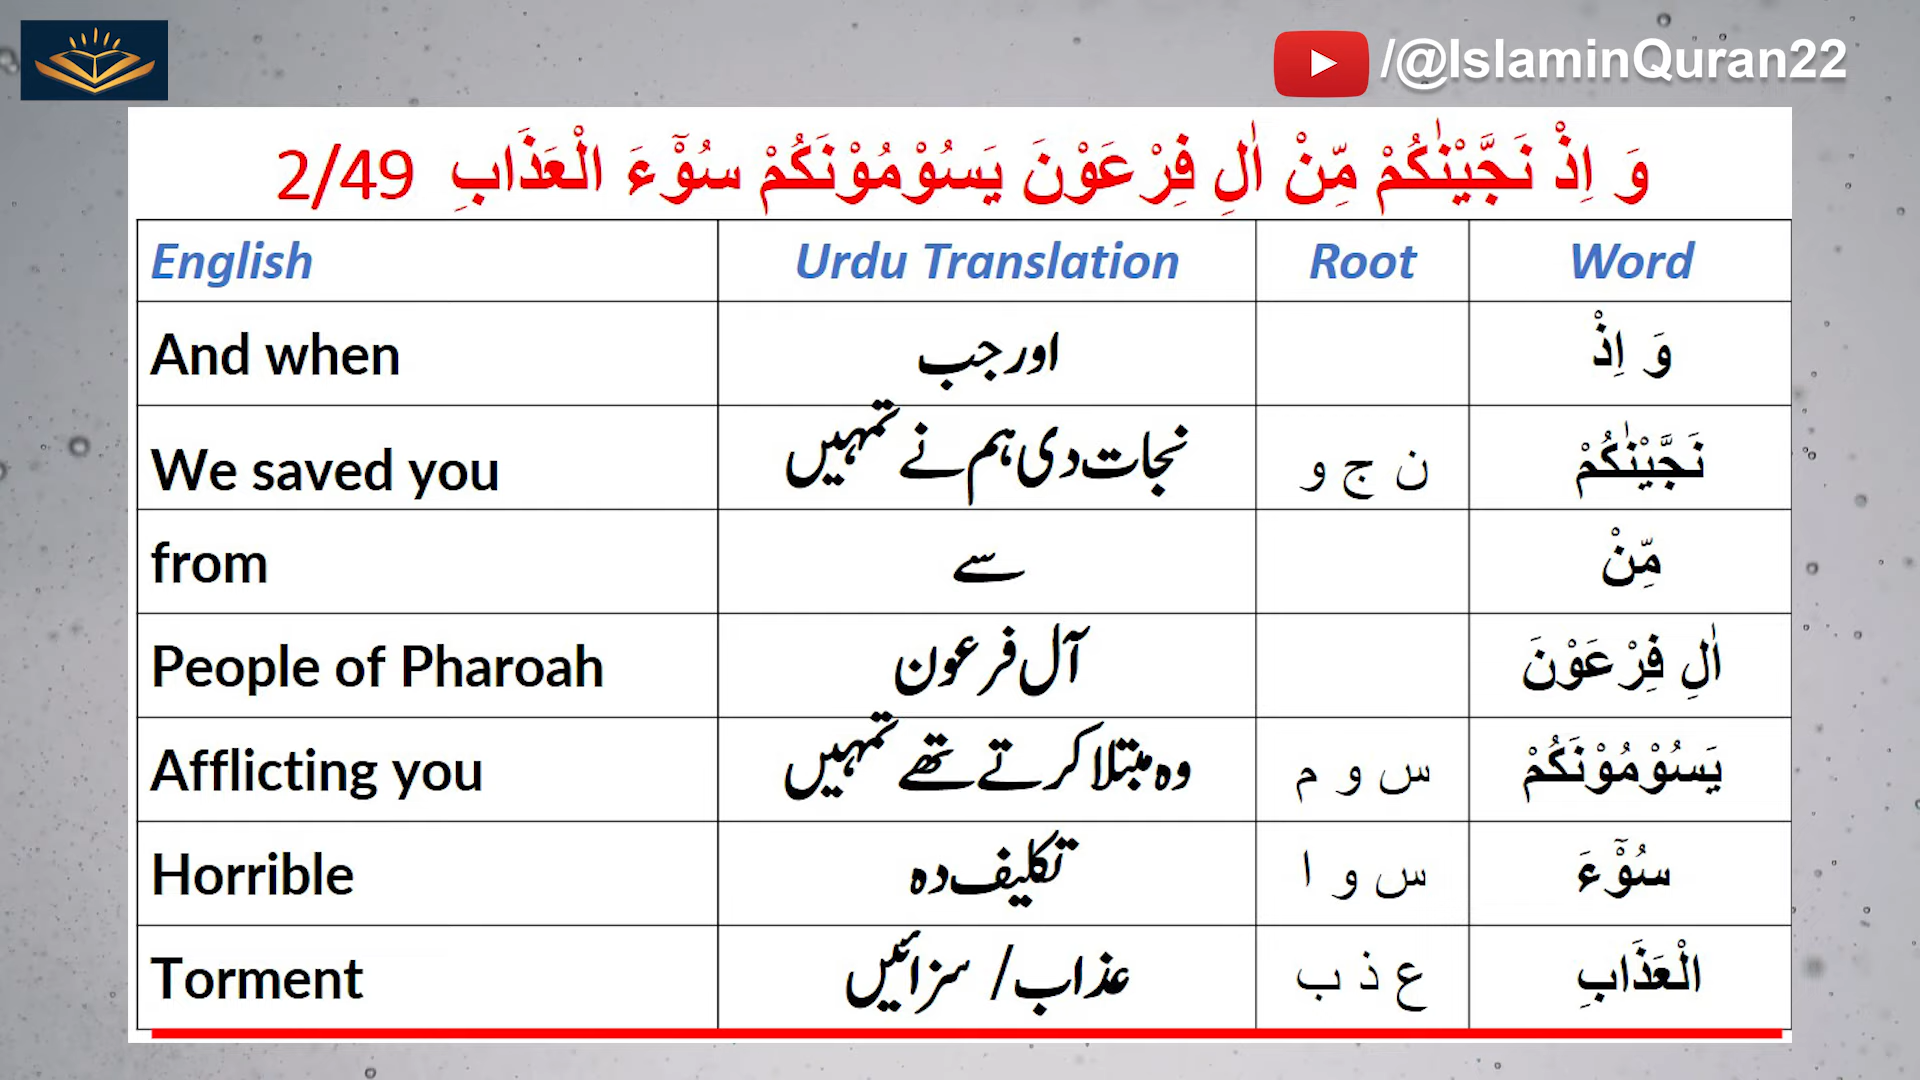 /@IslaminQuran22
وَ اِذْ نَجَّیْنٰكُمْ مِّنْ اٰلِ فِرْعَوْنَ یَسُوْمُوْنَكُمْ سُوْٓءَ الْعَذَابِ 2/49
English Urdu Translation Root Word
And when اور جب وَ اِذْ
We saved you نجات دی ہم نے تمہیں ن ج و نَجَّیْنٰكُمْ
from سے مِّنْ
People of Pharoah آل فرعون اٰلِ فِرْعَوْنَ
Afflicting you وہ مبتلا کرتے تھے تمہیں س و م یَسُوْمُوْنَكُمْ
Horrible تکلیف دہ س و ا سُوْٓءَ
Torment عذاب / سزائیں ع ذ ب الْعَذَابِ